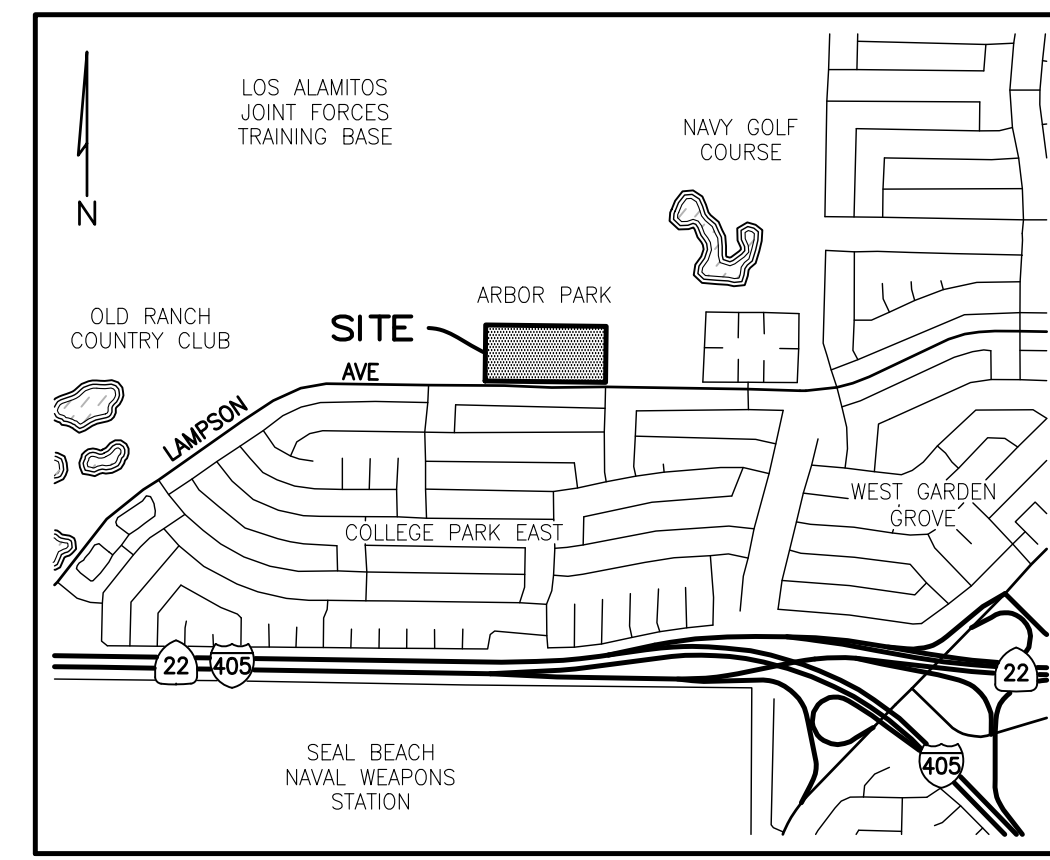 LOS ALAMITOS
JOINT FORCES
TRAINING BASE
NAVY GOLF
COURSE
N
ARBOR PARK
OLD RANCH
COUNTRY CLUB
SITE
AVE
LAMPSON
WEST GARDEN
GROVE
COLLEGE PARK EAST
22
405
22
SEAL BEACH
NAVAL WEAPONS
STATION
405